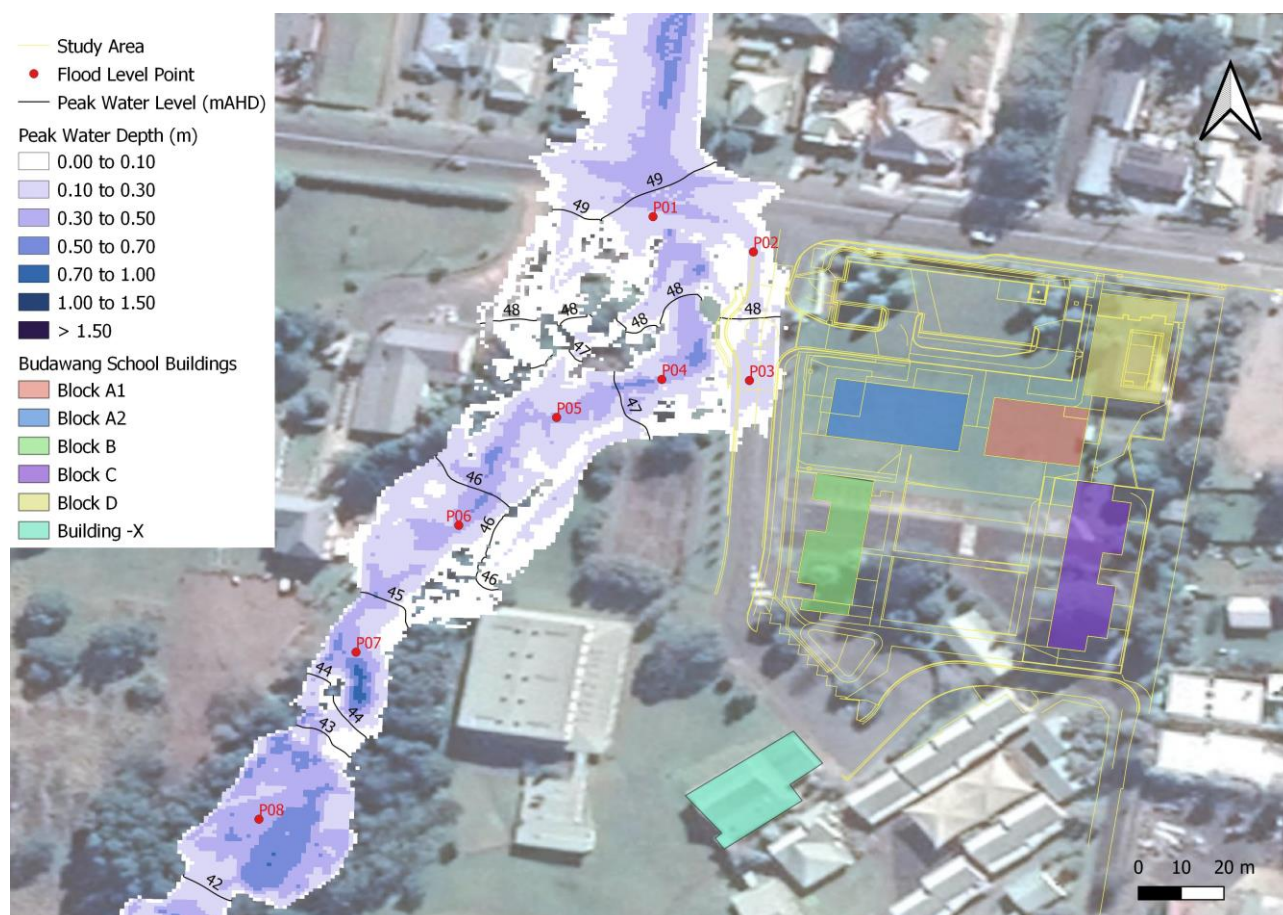 Study Area
Flood Level Point
Peak Water Level (mAHD)
Peak Water Depth (m)
0.00 to 0.10
0.10 to 0.30
0.30 to 0.50
0.50 to 0.70
0.70 to 1.00
1.00 to 1.50
> 1.50
Budawang School Buildings
Block A1
Block A2
Block B
Block C
Block D
Building -X
49
49
P01
P02
48
48
48
48
48
47
P04
P03
47
P05
46
P06
46
46
45
P07
44
44
43
P08
42
0 10 20 m